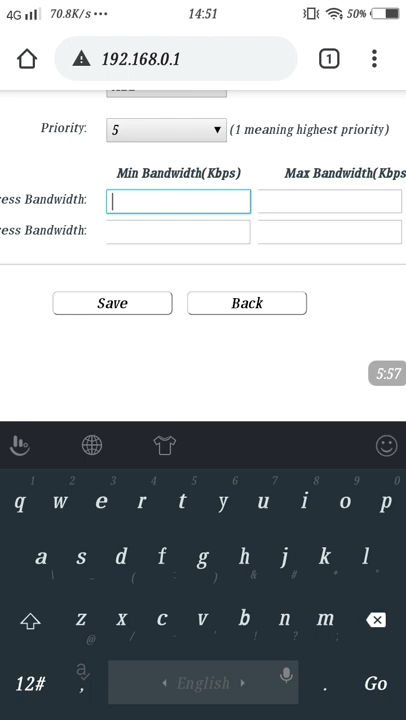 4G 70.8K/s ••• 14:51 50%
192.168.0.1 1
Priority: 5 (1 meaning highest priority)
Min Bandwidth(Kbps) Max Bandwidth(Kbps
ress Bandwidth:
ress Bandwidth:
Save Back
5:57
1 2 3 4 5 6 7 8 9 0
q w e r t y u i o p
a s d f g h j k l
\ _ ( : ) & # * "
z x c v b n m
@ / - ' ! ? ;
12# , English . Go